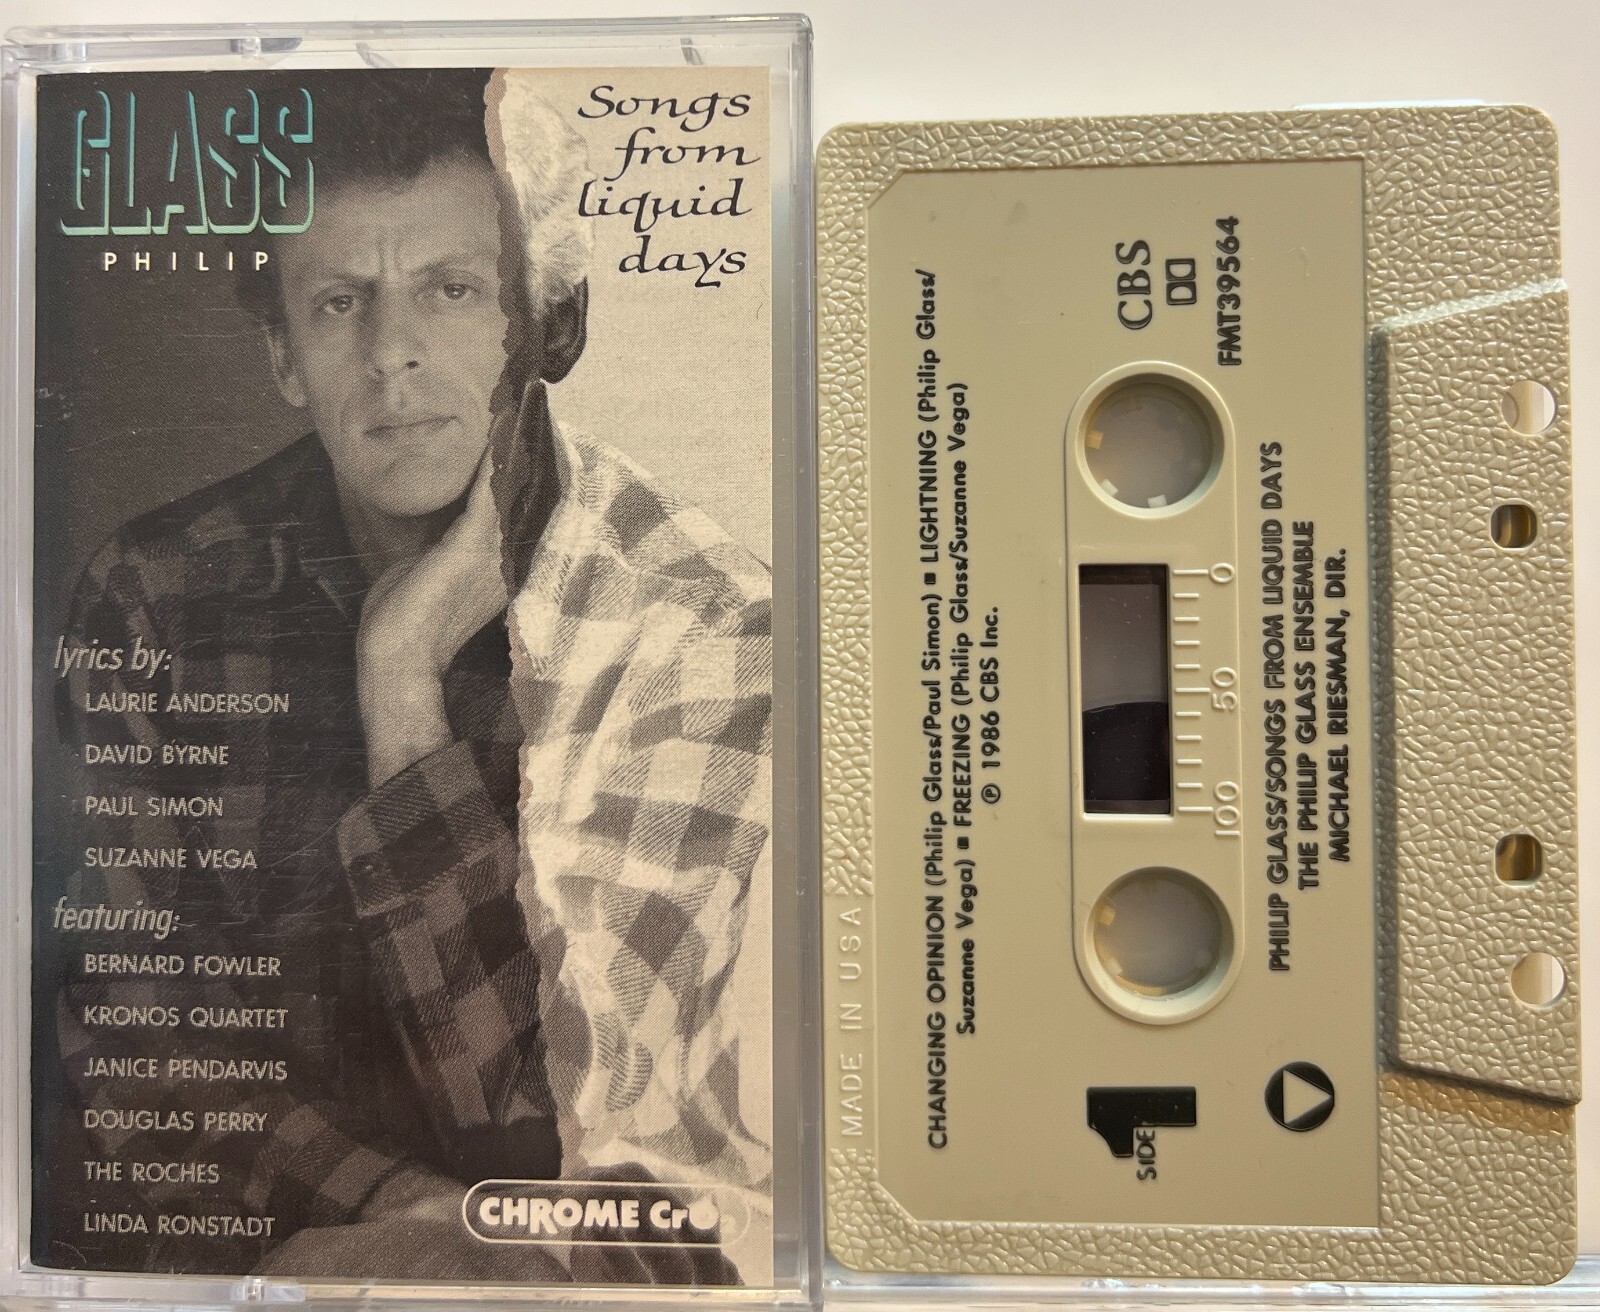 GLASS
PHILIP
Songs
from
liquid
days
lyrics by:
LAURIE ANDERSON
DAVID BYRNE
PAUL SIMON
SUZANNE VEGA
featuring:
BERNARD FOWLER
KRONOS QUARTET
JANICE PENDARVIS
DOUGLAS PERRY
THE ROCHES
LINDA RONSTADT
CHROME CrO2
MADE IN USA
CHANGING OPINION (Philip Glass/Paul Simon) ■ LIGHTNING (Philip Glass/
Suzanne Vega) ■ FREEZING (Philip Glass/Suzanne Vega)
℗ 1986 CBS Inc.
SIDE 1
CBS
FMT39564
100 50 0
PHILIP GLASS/SONGS FROM LIQUID DAYS
THE PHILIP GLASS ENSEMBLE
MICHAEL RIESMAN, DIR.